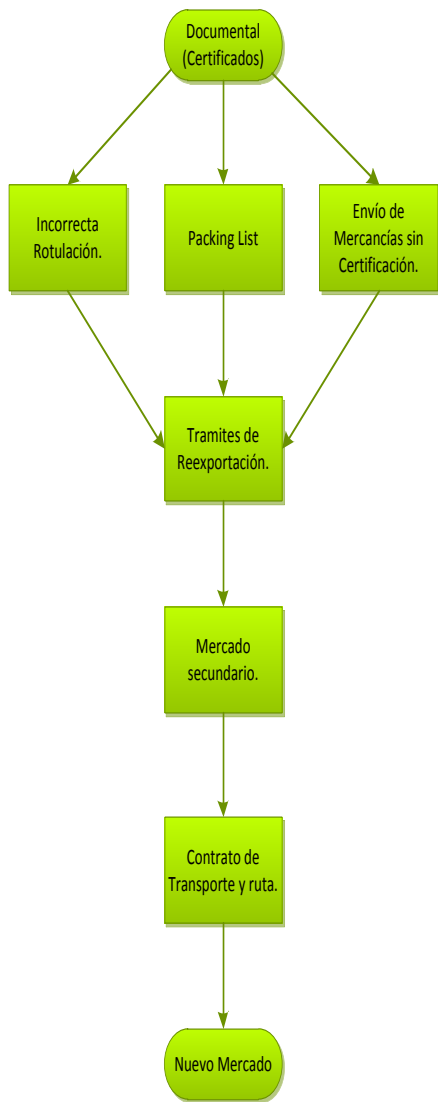 Documental
(Certificados)
Incorrecta
Rotulación.
Packing List
Envío de
Mercancías sin
Certificación.
Tramites de
Reexportación.
Mercado
secundario.
Contrato de
Transporte y ruta.
Nuevo Mercado